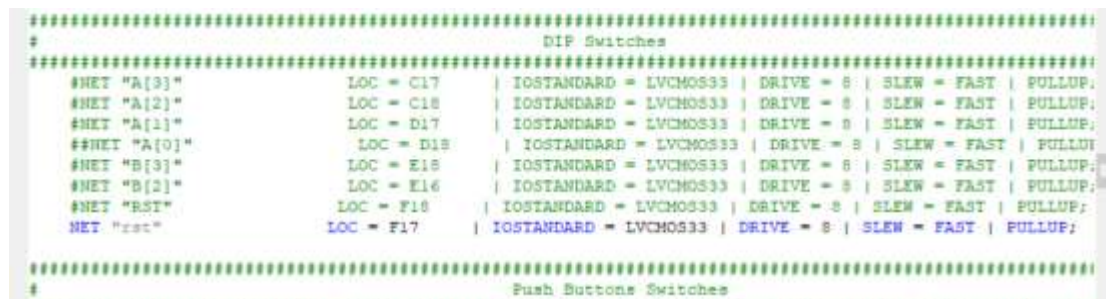 ####################################################################################################
# DIP Switches
####################################################################################################
#NET "A[3]" LOC = C17 | IOSTANDARD = LVCMOS33 | DRIVE = 8 | SLEW = FAST | PULLUP;
#NET "A[2]" LOC = C18 | IOSTANDARD = LVCMOS33 | DRIVE = 8 | SLEW = FAST | PULLUP;
#NET "A[1]" LOC = D17 | IOSTANDARD = LVCMOS33 | DRIVE = 8 | SLEW = FAST | PULLUP;
##NET "A[0]" LOC = D18 | IOSTANDARD = LVCMOS33 | DRIVE = 8 | SLEW = FAST | PULLU
#NET "B[3]" LOC = E18 | IOSTANDARD = LVCMOS33 | DRIVE = 8 | SLEW = FAST | PULLUP;
#NET "B[2]" LOC = E16 | IOSTANDARD = LVCMOS33 | DRIVE = 8 | SLEW = FAST | PULLUP;
#NET "RST" LOC = F18 | IOSTANDARD = LVCMOS33 | DRIVE = 8 | SLEW = FAST | PULLUP;
NET "rst" LOC = F17 | IOSTANDARD = LVCMOS33 | DRIVE = 8 | SLEW = FAST | PULLUP;
####################################################################################################
# Push Buttons Switches